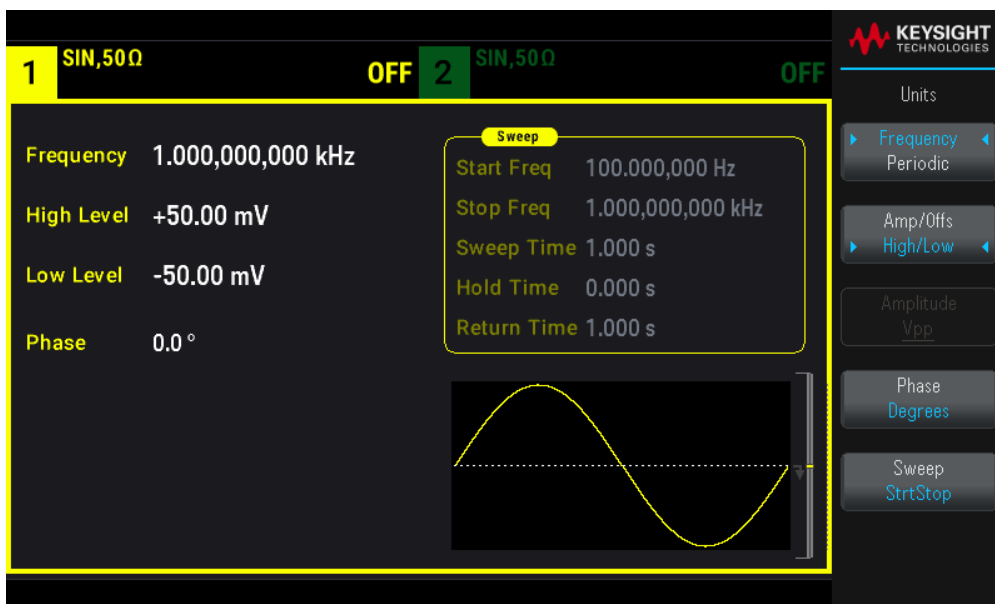 KEYSIGHT
TECHNOLOGIES
1 SIN,50Ω OFF
2 SIN,50Ω OFF
Frequency 1.000,000,000 kHz
High Level +50.00 mV
Low Level -50.00 mV
Phase 0.0 °
Sweep
Start Freq 100.000,000 Hz
Stop Freq 1.000,000,000 kHz
Sweep Time 1.000 s
Hold Time 0.000 s
Return Time 1.000 s
Units
Frequency
Periodic
Amp/Offs
High/Low
Amplitude
Vpp
Phase
Degrees
Sweep
StrtStop